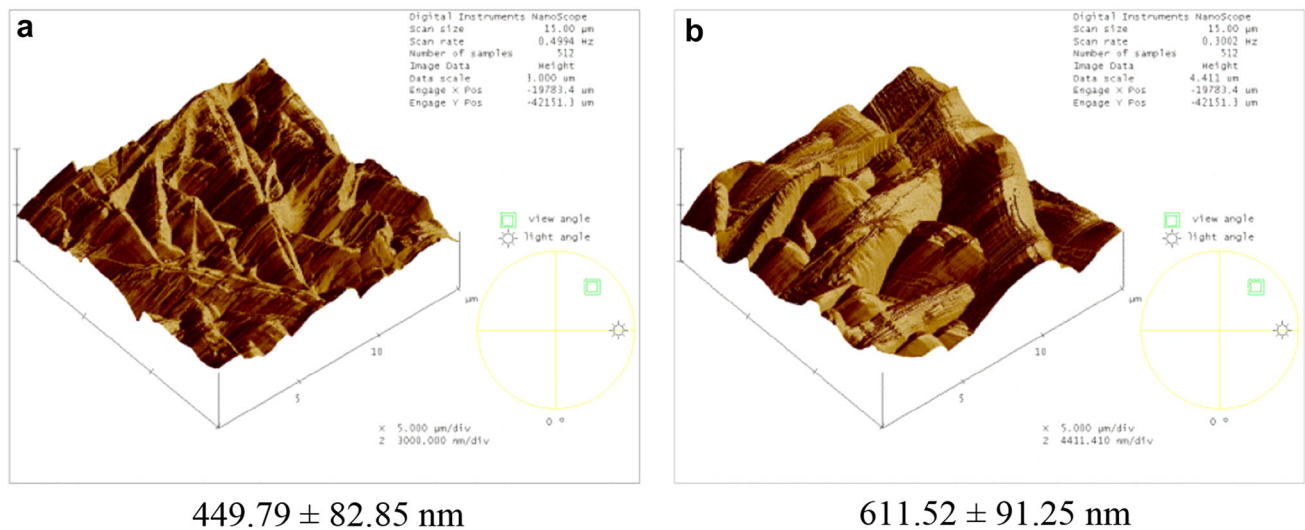 a
Digital Instruments NanoScope
Scan size 15.00 µm
Scan rate 0.4994 Hz
Number of samples 512
Image Data Height
Data scale 3.000 um
Engage X Pos -19783.4 um
Engage Y Pos -42151.3 um
view angle
light angle
µm
10
5
0 °
X 5.000 µm/div
Z 3000.000 nm/div
449.79 ± 82.85 nm
b
Digital Instruments NanoScope
Scan size 15.00 µm
Scan rate 0.3002 Hz
Number of samples 512
Image Data Height
Data scale 4.411 um
Engage X Pos -19783.4 um
Engage Y Pos -42151.3 um
view angle
light angle
µm
10
5
0 °
X 5.000 µm/div
Z 4411.410 nm/div
611.52 ± 91.25 nm